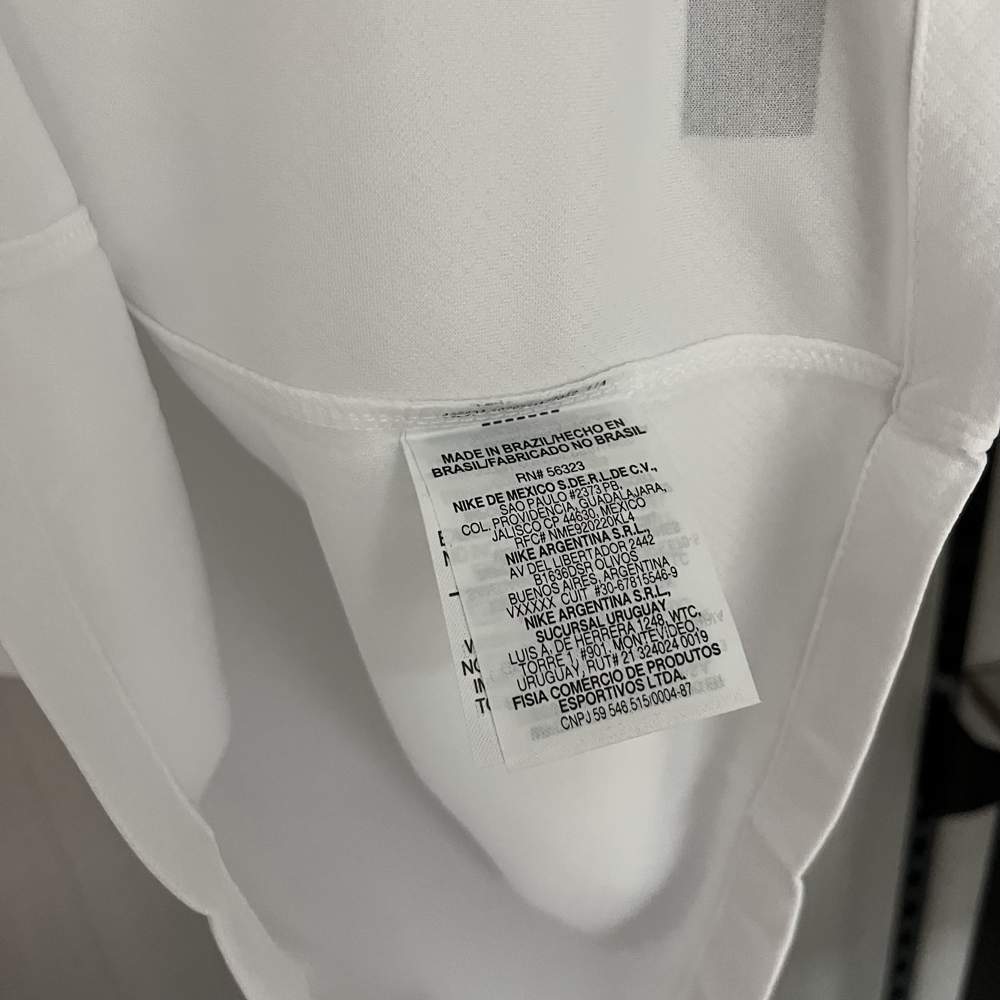 MADE IN BRAZIL/HECHO EN
BRASIL/FABRICADO NO BRASIL
RN# 56323
NIKE DE MEXICO S.DE.R.L.DE C.V.,
SAO PAULO #2373 PB,
COL. PROVIDENCIA, GUADALAJARA,
JALISCO CP 44630, MEXICO
RFC# NME920220KL4
NIKE ARGENTINA S.R.L.,
AV DEL LIBERTADOR 2442
B1636DSR OLIVOS
BUENOS AIRES, ARGENTINA
VXXXXX CUIT #30-67815546-9
NIKE ARGENTINA S.R.L,
SUCURSAL URUGUAY
LUIS A. DE HERRERA 1248, WTC,
TORRE 1, #901, MONTEVIDEO,
URUGUAY, RUT# 21 324024 0019
FISIA COMÉRCIO DE PRODUTOS
ESPORTIVOS LTDA.
CNPJ 59.546.515/0004-87